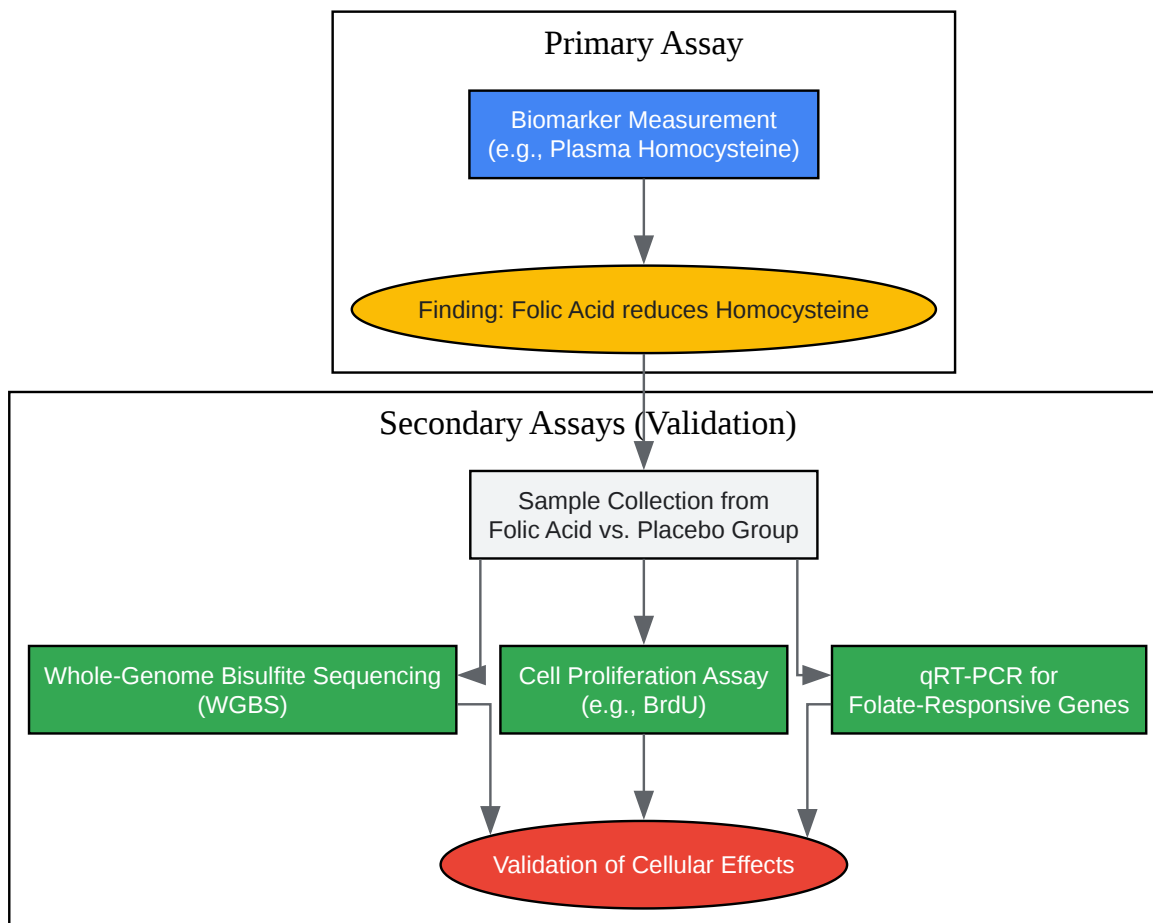 Primary Assay
Biomarker Measurement
(e.g., Plasma Homocysteine)
Finding: Folic Acid reduces Homocysteine
Secondary Assays (Validation)
Sample Collection from
Folic Acid vs. Placebo Group
Whole-Genome Bisulfite Sequencing
(WGBS)
Cell Proliferation Assay
(e.g., BrdU)
qRT-PCR for
Folate-Responsive Genes
Validation of Cellular Effects